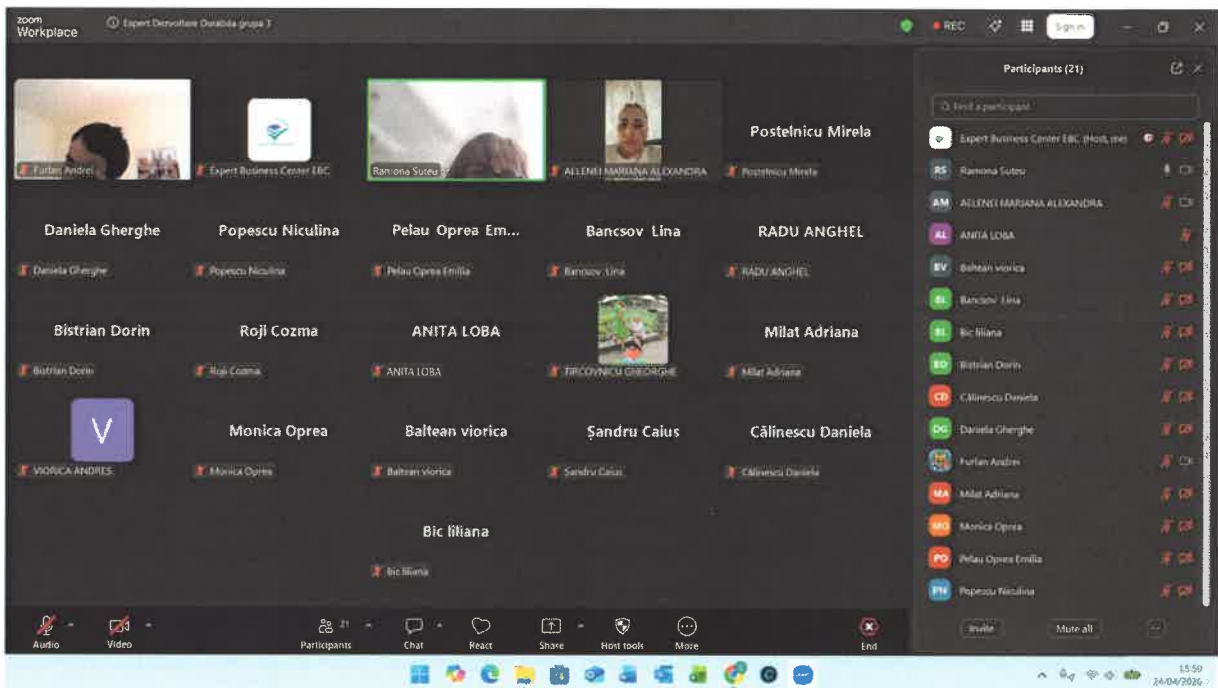 zoom
Workplace
Expert Dezvoltare Durabila grupa 3
REC
Sign in
Participants (21)
Find a participant
Furlan Andrei
Expert Business Center EBC
Ramona Suteu
AELENEI MARIANA ALEXANDRA
Postelnicu Mirela
Postelnicu Mirela
Daniela Gherghe
Popescu Niculina
Pelau Oprea Em...
Bancsov Lina
RADU ANGHEL
Daniela Gherghe
Popescu Niculina
Pelau Oprea Emilia
Bancsov Lina
RADU ANGHEL
Bistrian Dorin
Roji Cozma
ANITA LOBA
Milat Adriana
Bistrian Dorin
Roji Cozma
ANITA LOBA
TIRCOVNICU GHEORGHE
Milat Adriana
V
Monica Oprea
Baltean viorica
Șandru Caius
Călinescu Daniela
VIORICA ANDRES
Monica Oprea
Baltean viorica
Șandru Caius
Călinescu Daniela
Bic liliana
Bic liliana
Expert Business Center EBC (Host, me)
RS Ramona Suteu
AM AELENEI MARIANA ALEXANDRA
AL ANITA LOBA
BV Baltean viorica
BL Bancsov Lina
BL Bic liliana
BD Bistrian Dorin
CD Călinescu Daniela
DG Daniela Gherghe
Furlan Andrei
MA Milat Adriana
MO Monica Oprea
PO Pelau Oprea Emilia
PN Popescu Niculina
Invite
Mute all
Audio
Video
21
Participants
Chat
React
Share
Host tools
More
End
15:50
24/04/2026